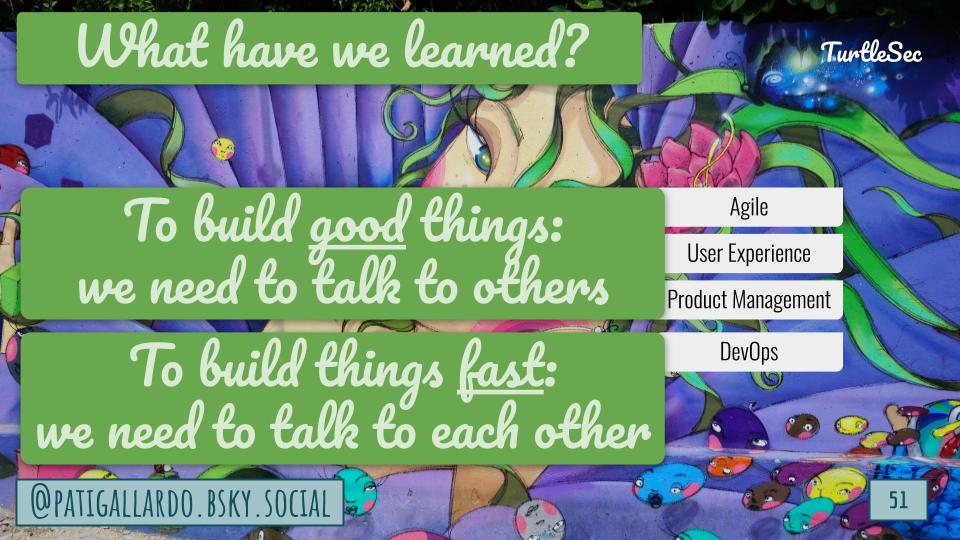 What have we learned?
TurtleSec
To build good things:
we need to talk to others
Agile
User Experience
Product Management
To build things fast:
we need to talk to each other
DevOps
@PATIGALLARDO.BSKY.SOCIAL
51